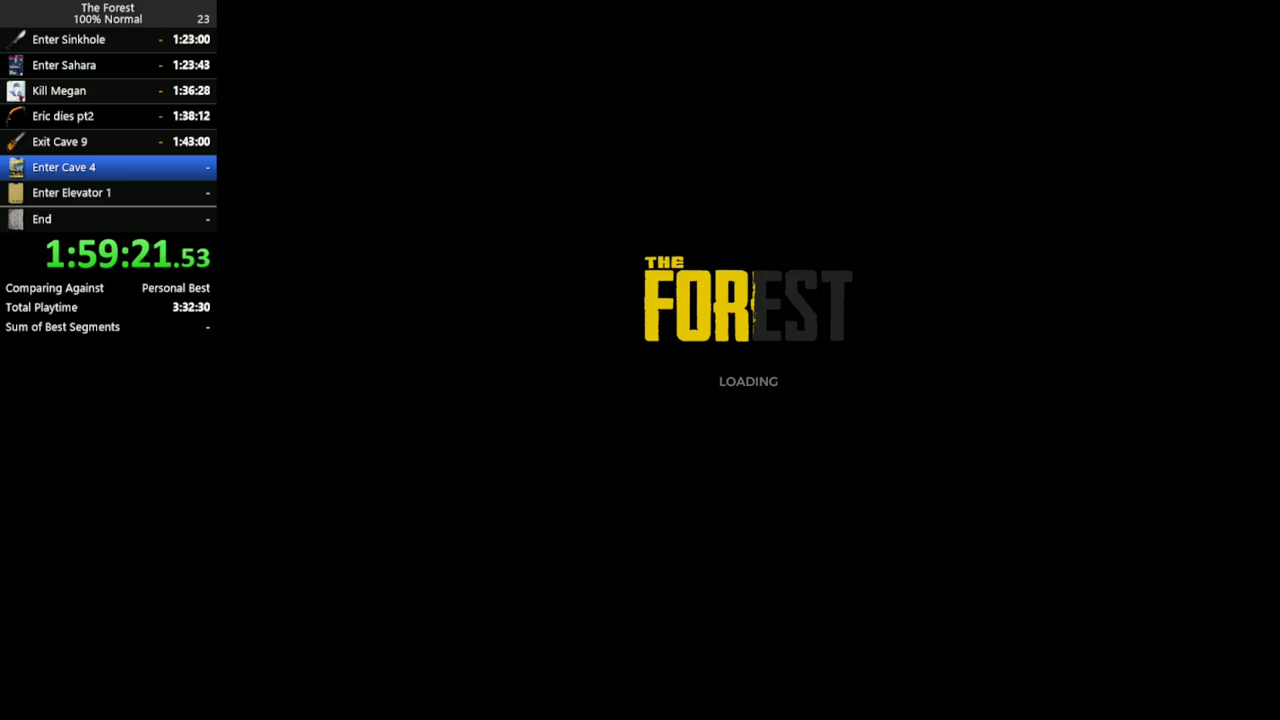 The Forest
100% Normal 23
Enter Sinkhole - 1:23:00
Enter Sahara - 1:23:43
Kill Megan - 1:36:28
Eric dies pt2 - 1:38:12
Exit Cave 9 - 1:43:00
Enter Cave 4 -
Enter Elevator 1 -
End -
1:59:21.53
Comparing Against Personal Best
Total Playtime 3:32:30
Sum of Best Segments -
THE
FOREST
LOADING